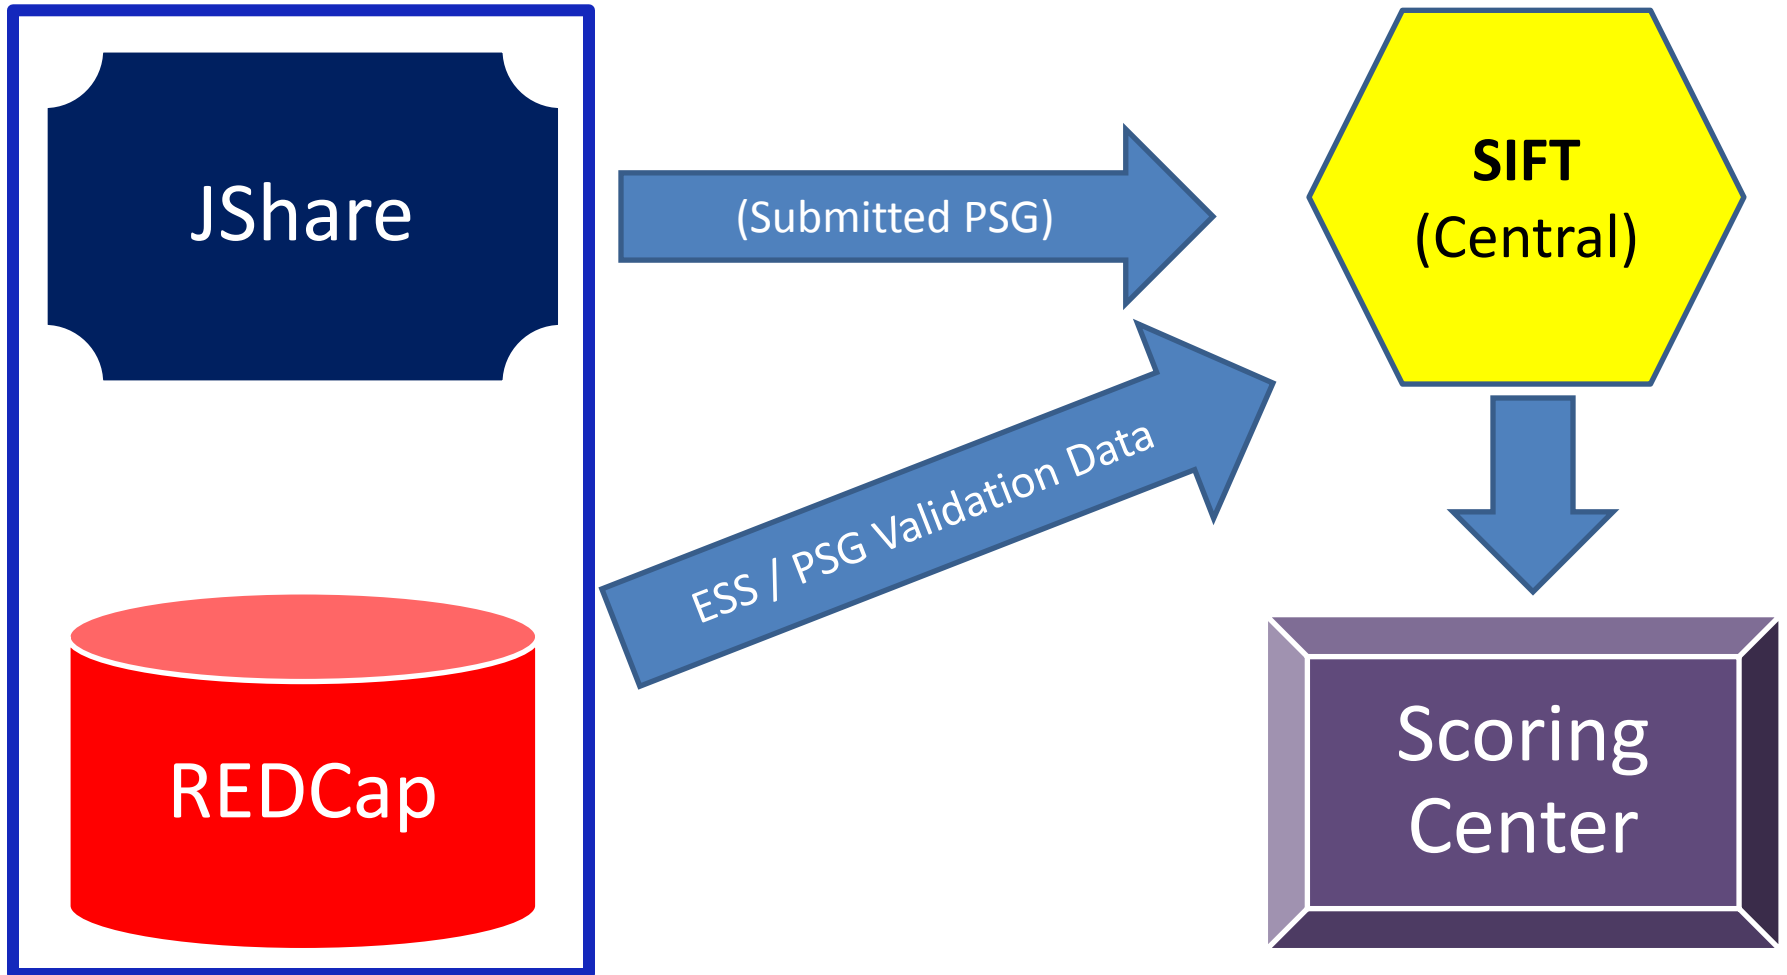 JShare
(Submitted PSG)
SIFT
(Central)
ESS / PSG Validation Data
REDCap
Scoring
Center